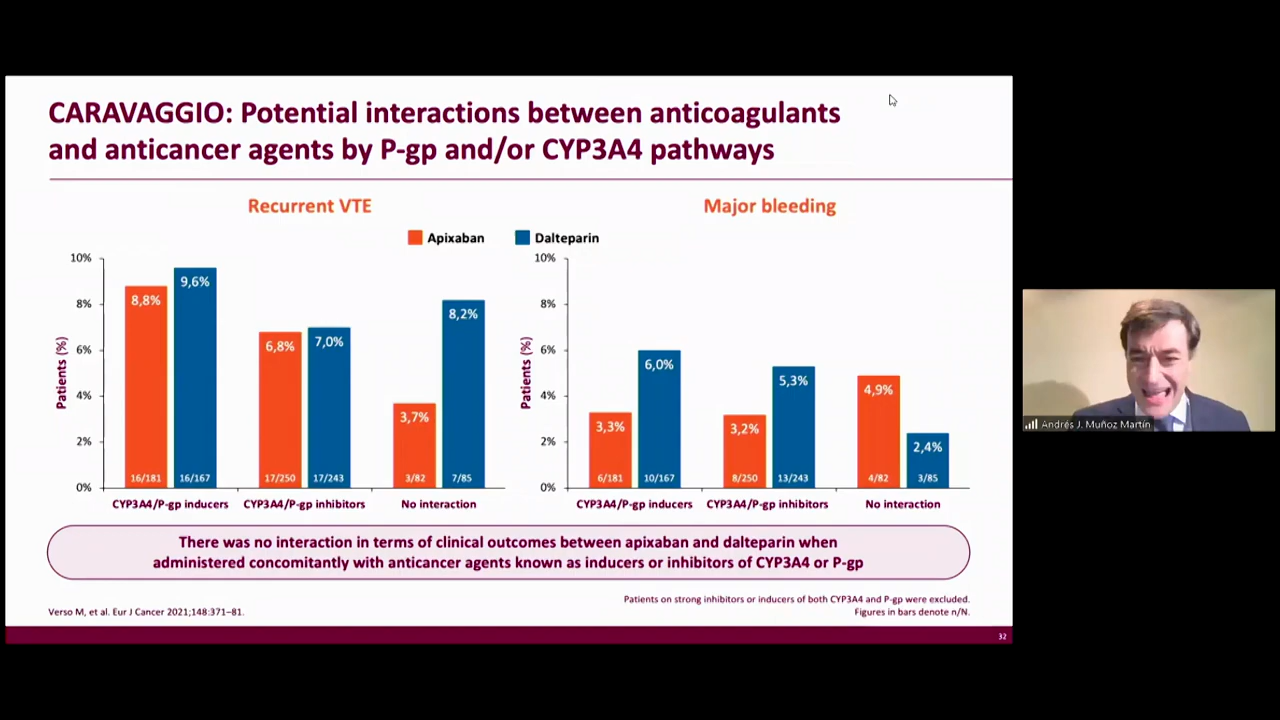 CARAVAGGIO: Potential interactions between anticoagulants
and anticancer agents by P-gp and/or CYP3A4 pathways
Recurrent VTE
Major bleeding
Apixaban
Dalteparin
Patients (%)
10%
8%
6%
4%
2%
0%
8,8%
9,6%
6,8%
7,0%
3,7%
8,2%
16/181
16/167
17/250
17/243
3/82
7/85
CYP3A4/P-gp inducers
CYP3A4/P-gp inhibitors
No interaction
Patients (%)
10%
8%
6%
4%
2%
0%
3,3%
6,0%
3,2%
5,3%
4,9%
2,4%
6/181
10/167
8/250
13/243
4/82
3/85
CYP3A4/P-gp inducers
CYP3A4/P-gp inhibitors
No interaction
There was no interaction in terms of clinical outcomes between apixaban and dalteparin when
administered concomitantly with anticancer agents known as inducers or inhibitors of CYP3A4 or P-gp
Patients on strong inhibitors or inducers of both CYP3A4 and P-gp were excluded.
Verso M, et al. Eur J Cancer 2021;148:371–81.
Figures in bars denote n/N.
32
Andrés J. Muñoz Martín